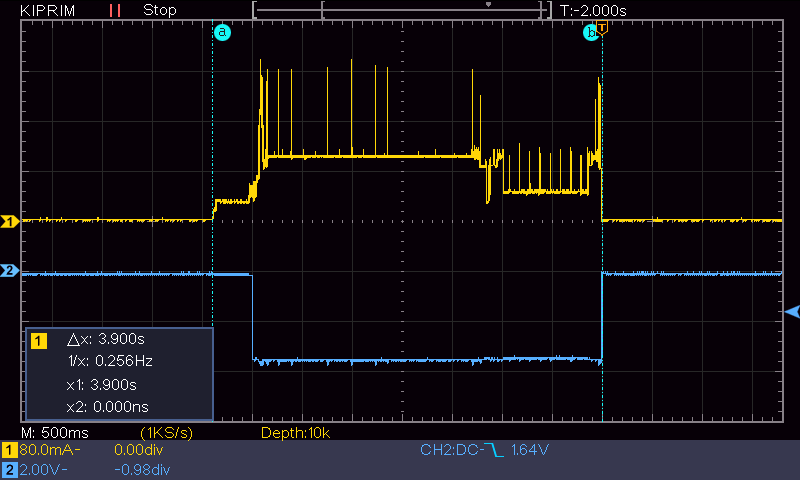 KIPRIM Stop T:-2.000s
a b T
1
2
1 △x: 3.900s
1/x: 0.256Hz
x1: 3.900s
x2: 0.000ns
M: 500ms (1KS/s) Depth:10k
1 80.0mA- 0.00div
2 2.00V- -0.98div CH2:DC- 1.64V